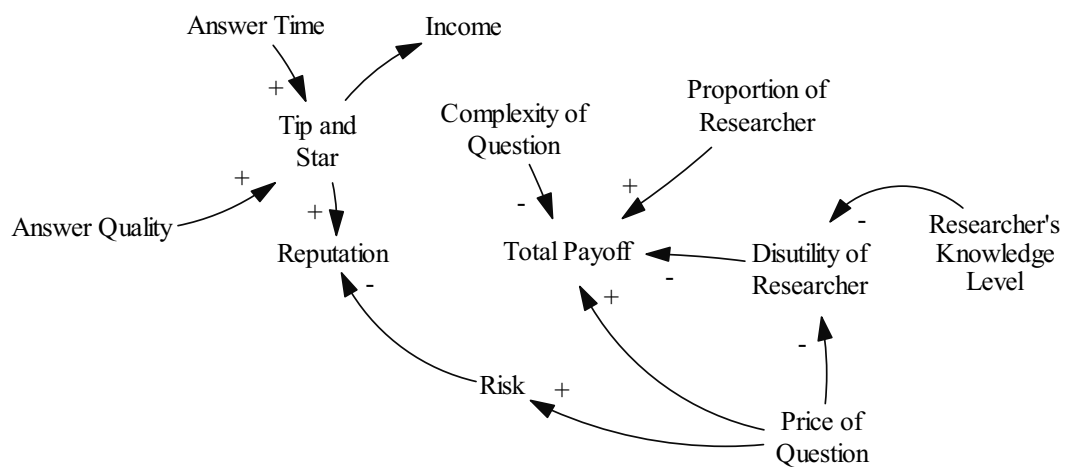 Answer Time
Income
+
Complexity of
Question
Proportion of
Researcher
Tip and
Star
+
+
-
Answer Quality
+
Reputation
-
Total Payoff
-
+
Disutility of
Researcher
-
Researcher's
Knowledge
Level
-
Risk
+
Price of
Question